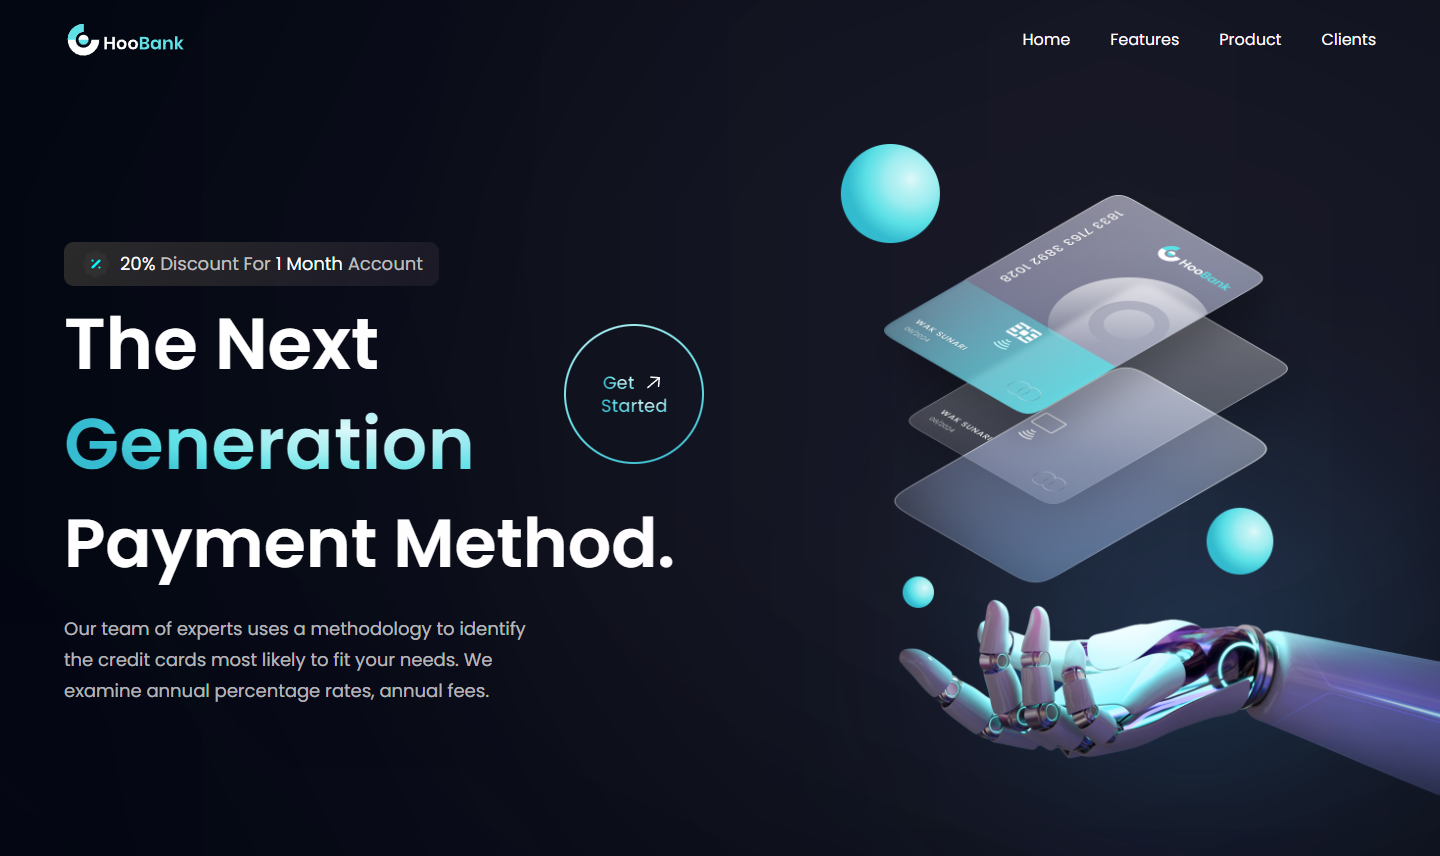 HooBank
Home
Features
Product
Clients
20% Discount For 1 Month Account
The Next
Generation
Payment Method.
Get
Started
Our team of experts uses a methodology to identify
the credit cards most likely to fit your needs. We
examine annual percentage rates, annual fees.
1833 7163 3892 1028
HooBank
WAK SUNARI
09/2024
WAK SUNARI
09/2024